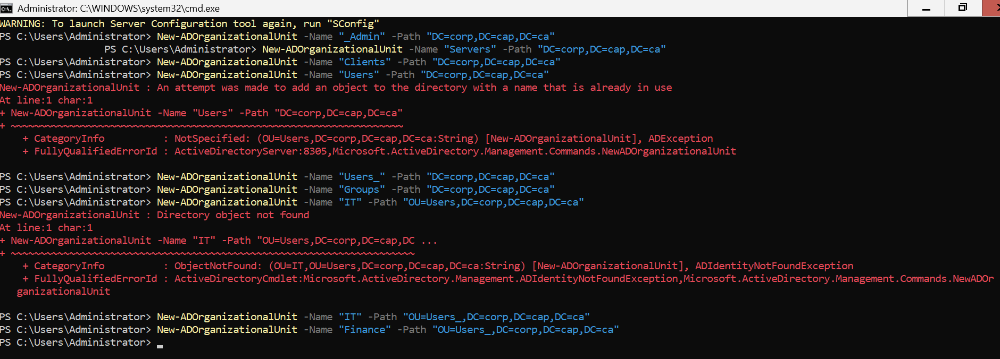 Administrator: C:\WINDOWS\system32\cmd.exe
WARNING: To launch Server Configuration tool again, run "SConfig"
PS C:\Users\Administrator> New-ADOrganizationalUnit -Name "_Admin" -Path "DC=corp,DC=cap,DC=ca"
PS C:\Users\Administrator> New-ADOrganizationalUnit -Name "Servers" -Path "DC=corp,DC=cap,DC=ca"
PS C:\Users\Administrator> New-ADOrganizationalUnit -Name "Clients" -Path "DC=corp,DC=cap,DC=ca"
PS C:\Users\Administrator> New-ADOrganizationalUnit -Name "Users" -Path "DC=corp,DC=cap,DC=ca"
New-ADOrganizationalUnit : An attempt was made to add an object to the directory with a name that is already in use
At line:1 char:1
+ New-ADOrganizationalUnit -Name "Users" -Path "DC=corp,DC=cap,DC=ca"
+ ~~~~~~~~~~~~~~~~~~~~~~~~~~~~~~~~~~~~~~~~~~~~~~~~~~~~~~~~~~~~~~~~~~~
    + CategoryInfo          : NotSpecified: (OU=Users,DC=corp,DC=cap,DC=ca:String) [New-ADOrganizationalUnit], ADException
    + FullyQualifiedErrorId : ActiveDirectoryServer:8305,Microsoft.ActiveDirectory.Management.Commands.NewADOrganizationalUnit
PS C:\Users\Administrator> New-ADOrganizationalUnit -Name "Users_" -Path "DC=corp,DC=cap,DC=ca"
PS C:\Users\Administrator> New-ADOrganizationalUnit -Name "Groups" -Path "DC=corp,DC=cap,DC=ca"
PS C:\Users\Administrator> New-ADOrganizationalUnit -Name "IT" -Path "OU=Users,DC=corp,DC=cap,DC=ca"
New-ADOrganizationalUnit : Directory object not found
At line:1 char:1
+ New-ADOrganizationalUnit -Name "IT" -Path "OU=Users,DC=corp,DC=cap,DC ...
+ ~~~~~~~~~~~~~~~~~~~~~~~~~~~~~~~~~~~~~~~~~~~~~~~~~~~~~~~~~~~~~~~~~~~~~
    + CategoryInfo          : ObjectNotFound: (OU=IT,OU=Users,DC=corp,DC=cap,DC=ca:String) [New-ADOrganizationalUnit], ADIdentityNotFoundException
    + FullyQualifiedErrorId : ActiveDirectoryCmdlet:Microsoft.ActiveDirectory.Management.ADIdentityNotFoundException,Microsoft.ActiveDirectory.Management.Commands.NewADOr
   ganizationalUnit
PS C:\Users\Administrator> New-ADOrganizationalUnit -Name "IT" -Path "OU=Users_,DC=corp,DC=cap,DC=ca"
PS C:\Users\Administrator> New-ADOrganizationalUnit -Name "Finance" -Path "OU=Users_,DC=corp,DC=cap,DC=ca"
PS C:\Users\Administrator>